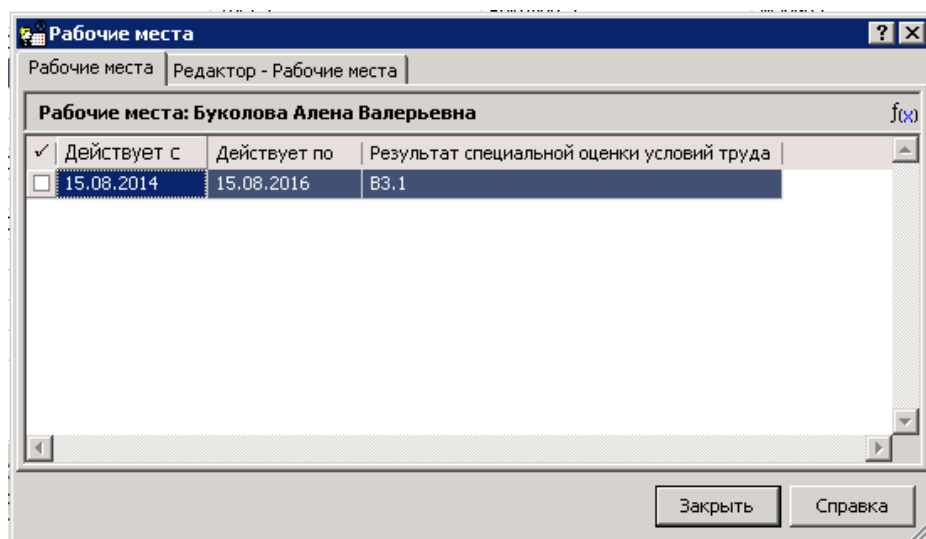 Рабочие места
Рабочие места Редактор - Рабочие места
Рабочие места: Буколова Алена Валерьевна f(x)
✓ Действует с Действует по Результат специальной оценки условий труда
15.08.2014 15.08.2016 В3.1
Закрыть Справка